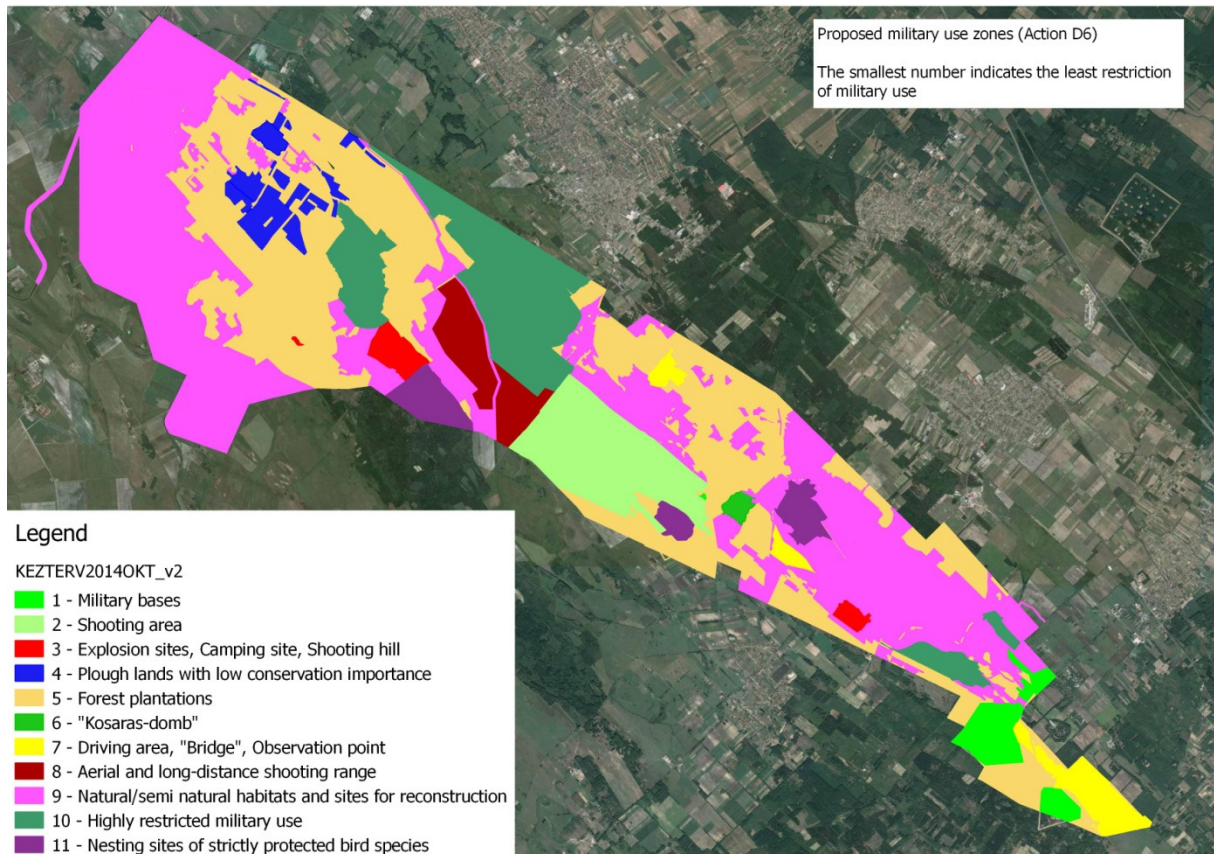 Proposed military use zones (Action D6)
The smallest number indicates the least restriction
of military use
Legend
KEZTERV2014OKT_v2
1 - Military bases
2 - Shooting area
3 - Explosion sites, Camping site, Shooting hill
4 - Plough lands with low conservation importance
5 - Forest plantations
6 - "Kosaras-domb"
7 - Driving area, "Bridge", Observation point
8 - Aerial and long-distance shooting range
9 - Natural/semi natural habitats and sites for reconstruction
10 - Highly restricted military use
11 - Nesting sites of strictly protected bird species